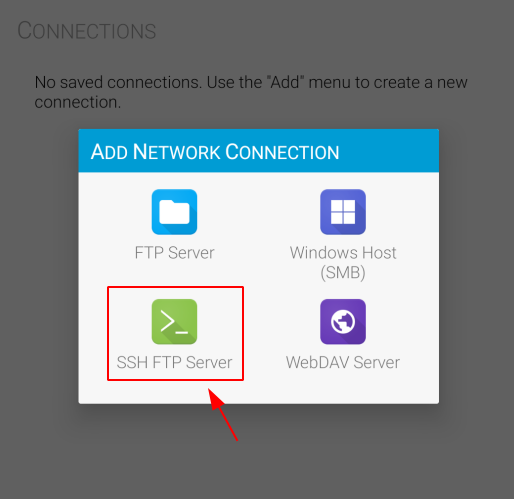 CONNECTIONS
No saved connections. Use the "Add" menu to create a new
connection.
ADD NETWORK CONNECTION
FTP Server
Windows Host
(SMB)
>_
SSH FTP Server
WebDAV Server